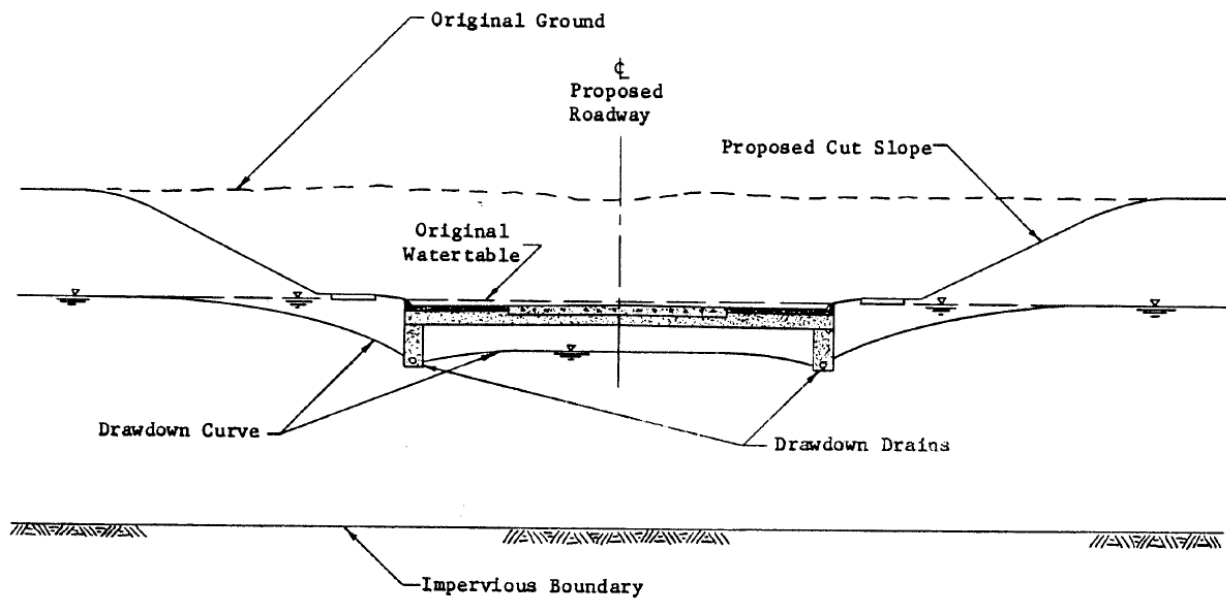 Original Ground
℄
Proposed
Roadway
Proposed Cut Slope
Original
Watertable
Drawdown Curve
Drawdown Drains
Impervious Boundary